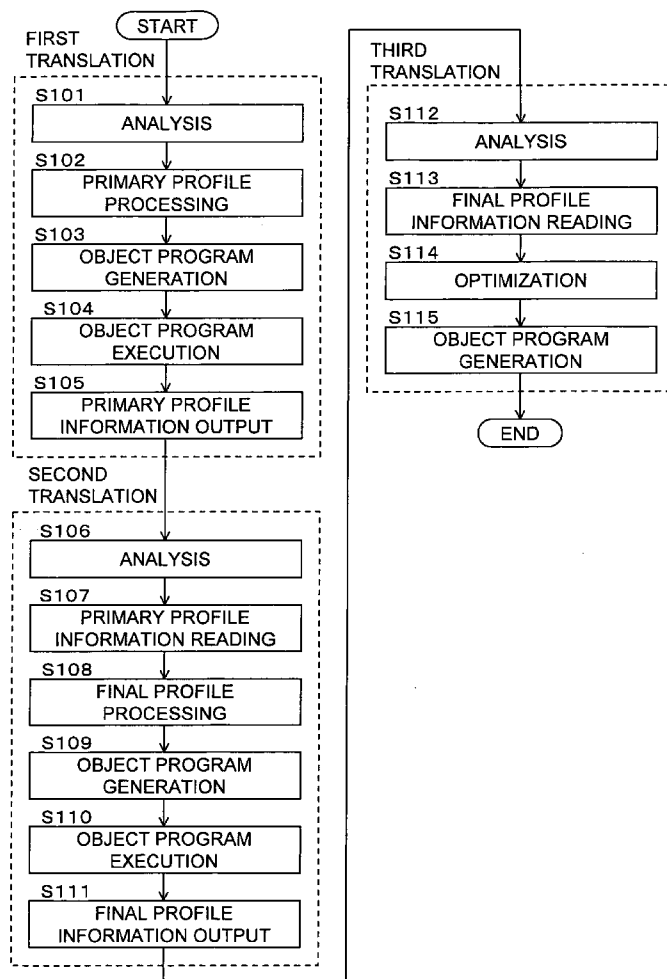 START
FIRST
TRANSLATION
S101
ANALYSIS
S102
PRIMARY PROFILE
PROCESSING
S103
OBJECT PROGRAM
GENERATION
S104
OBJECT PROGRAM
EXECUTION
S105
PRIMARY PROFILE
INFORMATION OUTPUT
SECOND
TRANSLATION
S106
ANALYSIS
S107
PRIMARY PROFILE
INFORMATION READING
S108
FINAL PROFILE
PROCESSING
S109
OBJECT PROGRAM
GENERATION
S110
OBJECT PROGRAM
EXECUTION
S111
FINAL PROFILE
INFORMATION OUTPUT
THIRD
TRANSLATION
S112
ANALYSIS
S113
FINAL PROFILE
INFORMATION READING
S114
OPTIMIZATION
S115
OBJECT PROGRAM
GENERATION
END